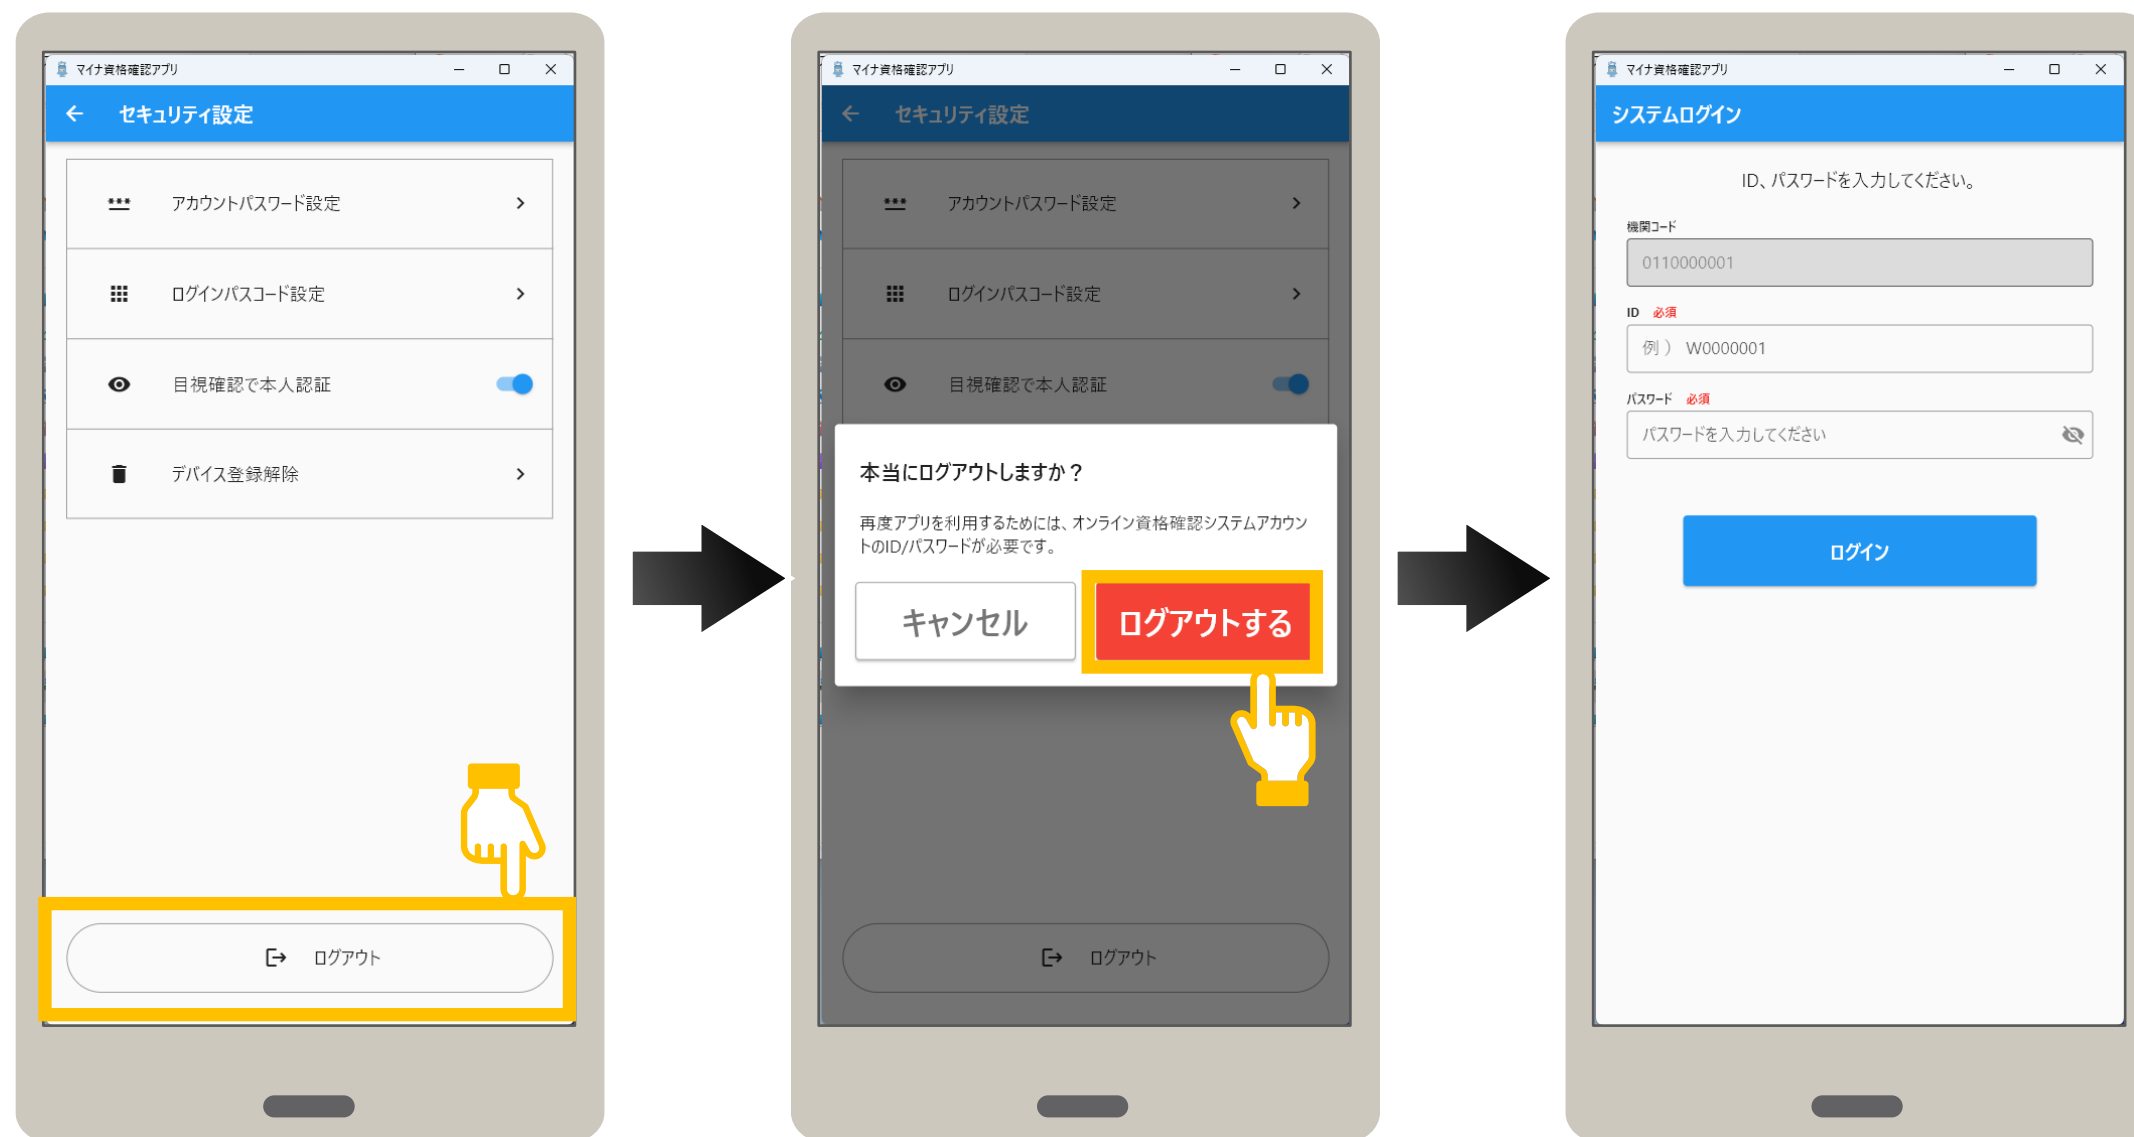 マイナ資格確認アプリ
セキュリティ設定
アカウントパスワード設定
ログインパスコード設定
目視確認で本人認証
デバイス登録解除
ログアウト
マイナ資格確認アプリ
セキュリティ設定
アカウントパスワード設定
ログインパスコード設定
目視確認で本人認証
本当にログアウトしますか？
再度アプリを利用するためには、オンライン資格確認システムアカウン
トのID/パスワードが必要です。
キャンセル
ログアウトする
ログアウト
マイナ資格確認アプリ
システムログイン
ID、パスワードを入力してください。
機関コード
0110000001
ID 必須
例） W0000001
パスワード 必須
パスワードを入力してください
ログイン